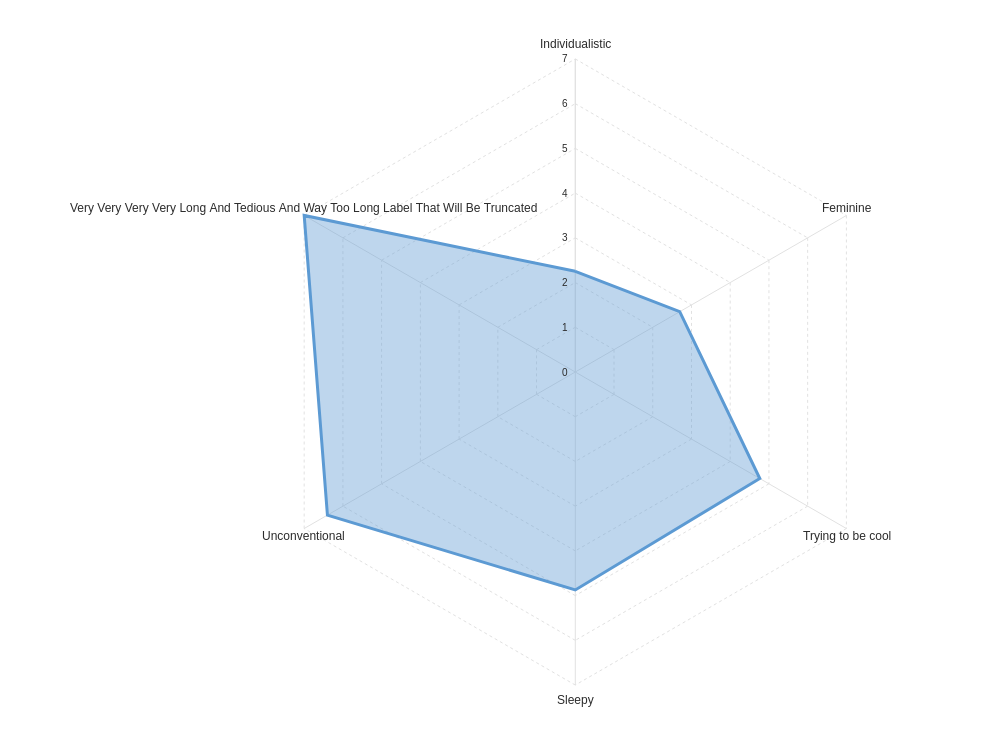 Individualistic
7
6
5
4
Very Very Very Very Long And Tedious And Way Too Long Label That Will Be Truncated
Feminine
3
2
1
0
Unconventional
Trying to be cool
Sleepy